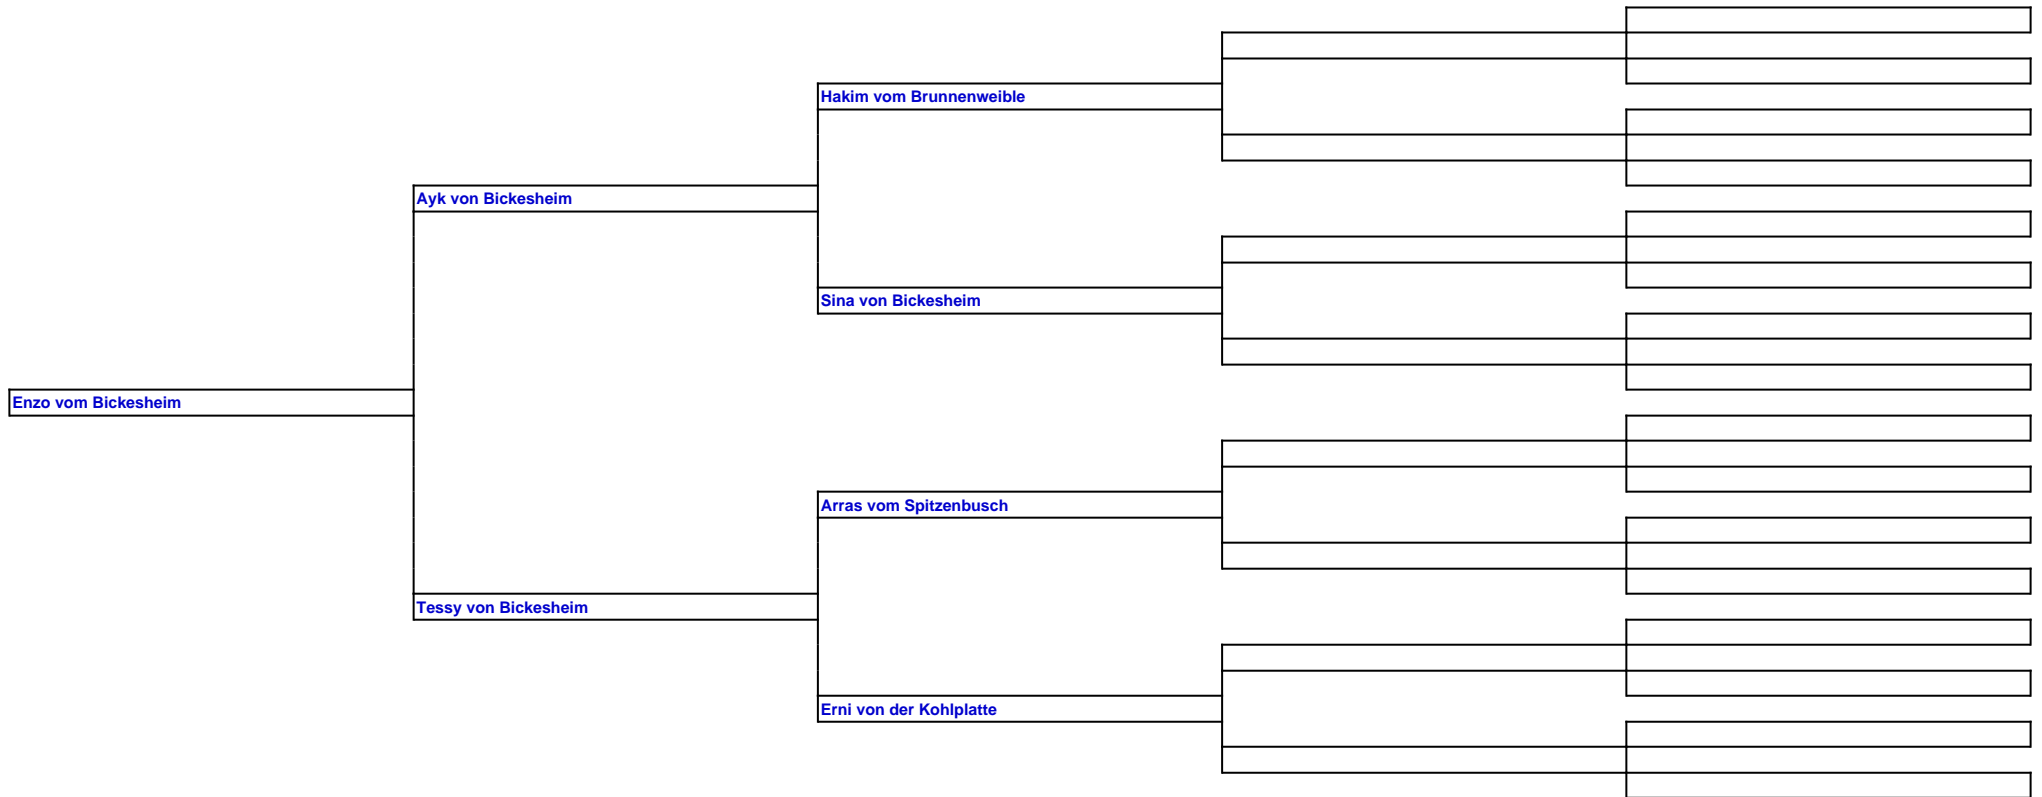 Hakim vom Brunnenweible
Ayk von Bickesheim
Sina von Bickesheim
Enzo vom Bickesheim
Arras vom Spitzenbusch
Tessy von Bickesheim
Erni von der Kohlplatte